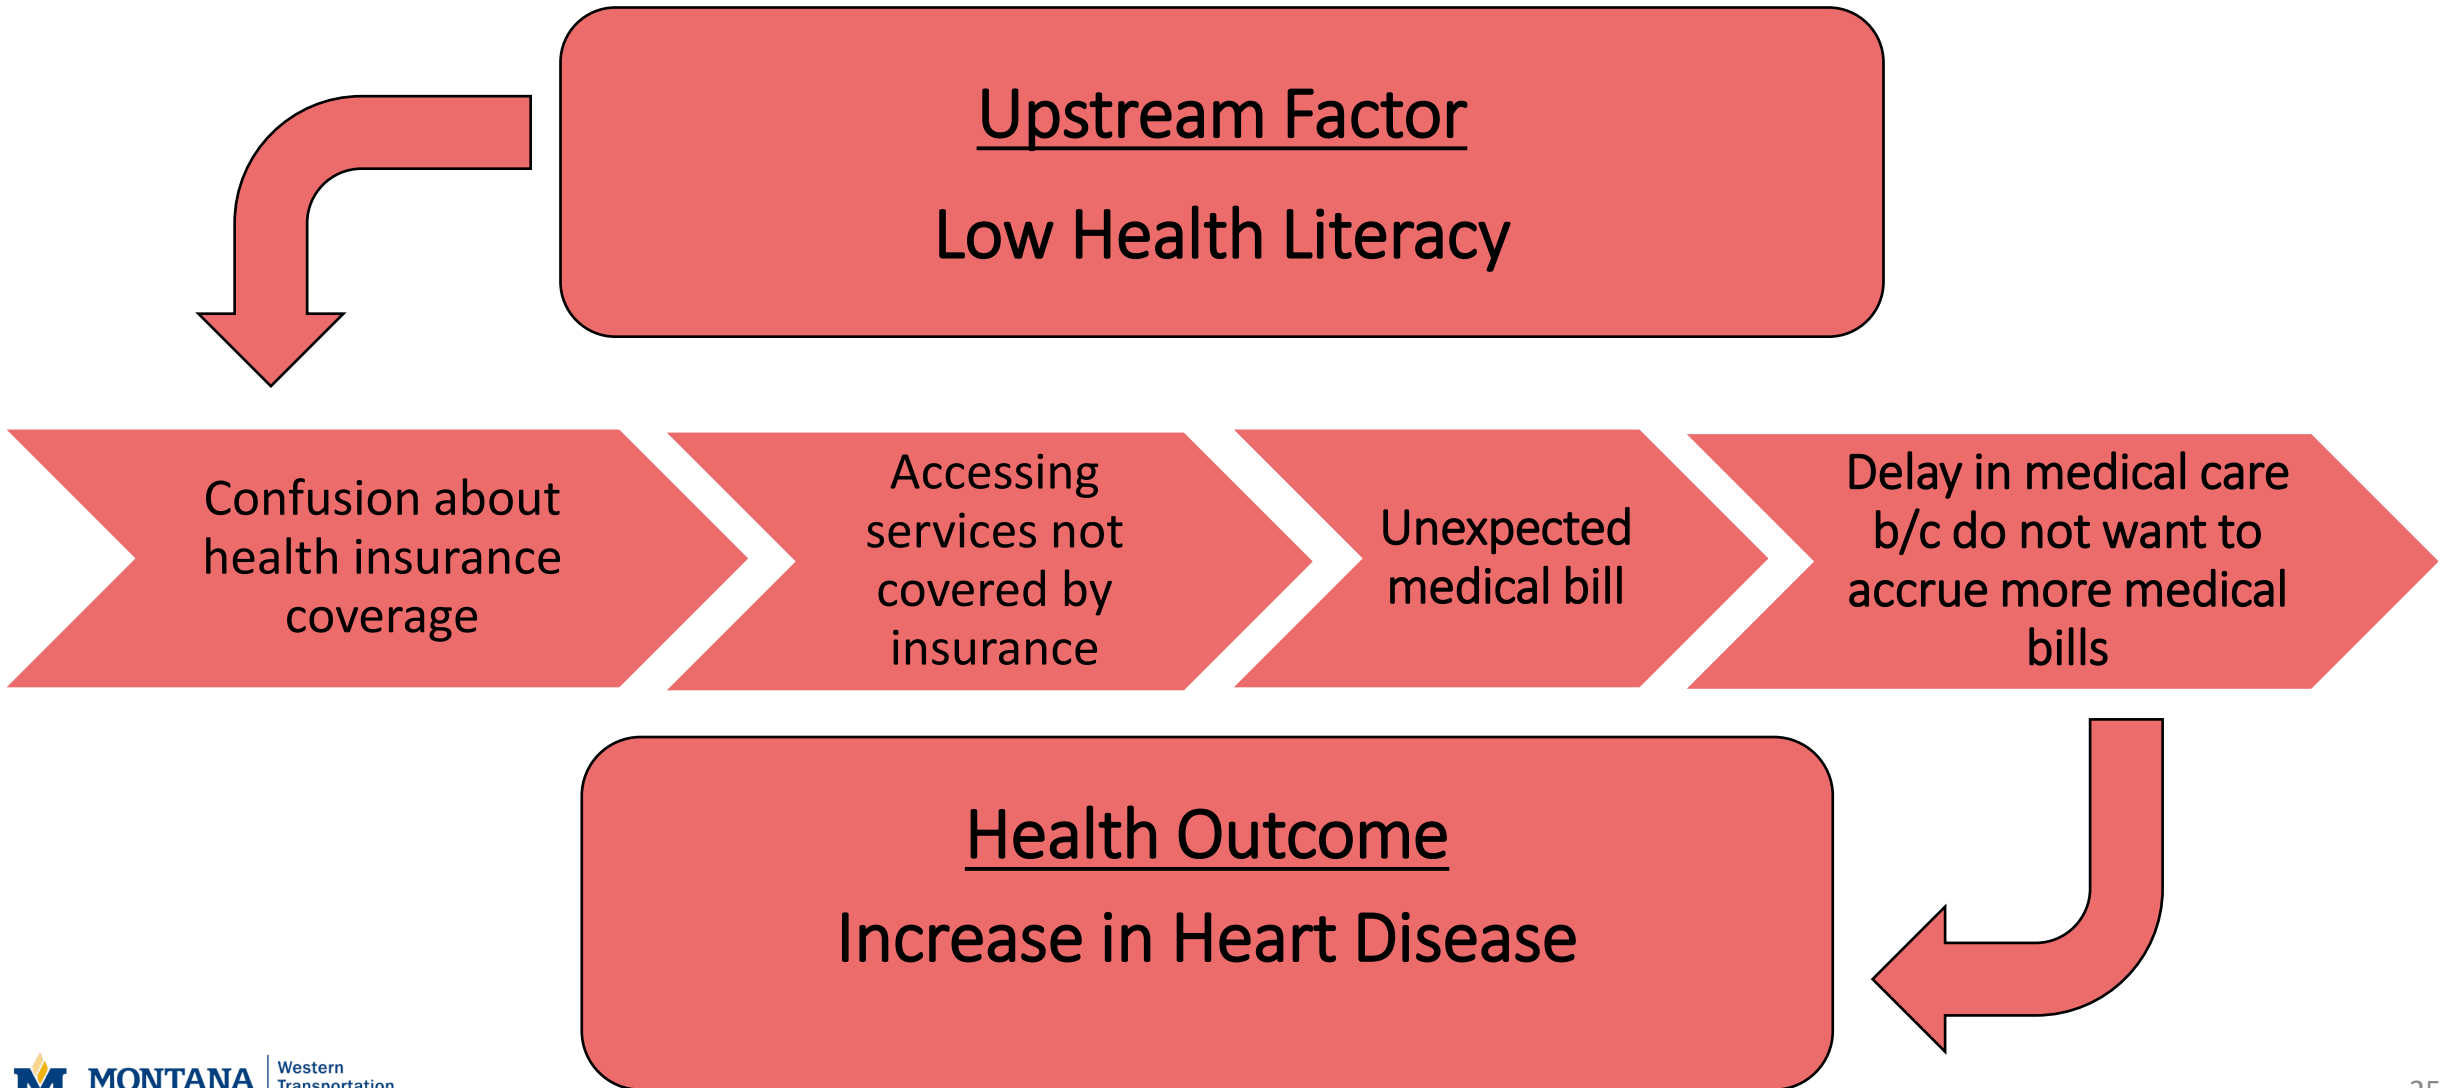 Upstream Factor
Low Health Literacy
Confusion about
health insurance
coverage
Accessing
services not
covered by
insurance
Unexpected
medical bill
Delay in medical care
b/c do not want to
accrue more medical
bills
Health Outcome
Increase in Heart Disease
M MONTANA
Western
Transportation